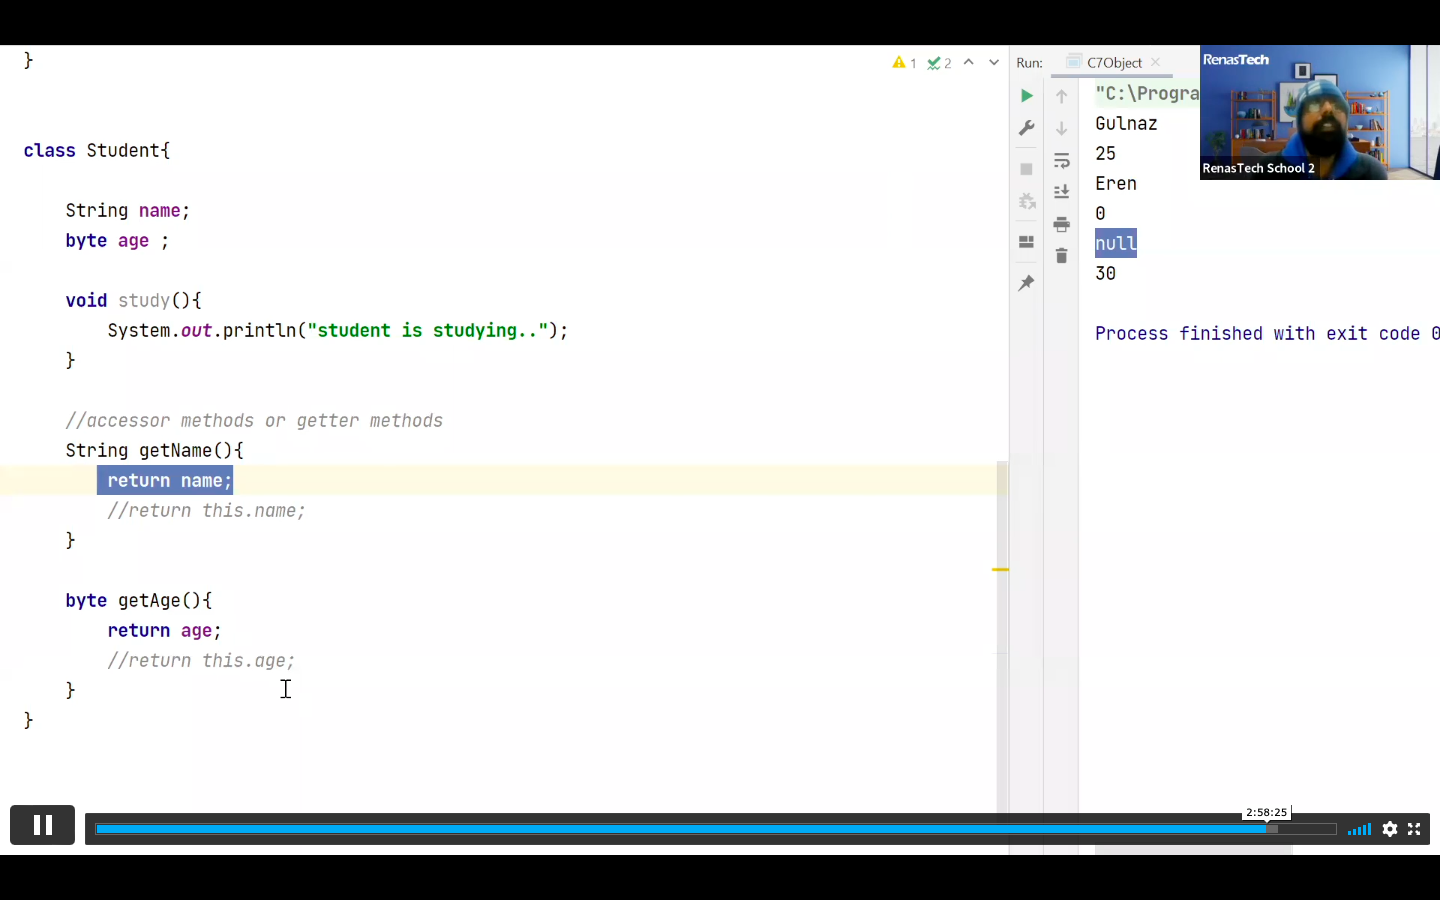 }
1 2
Run: C7Object
class Student{
String name;
byte age ;
void study(){
System.out.println("student is studying..");
}
//accessor methods or getter methods
String getName(){
return name;
//return this.name;
}
byte getAge(){
return age;
//return this.age;
}
}
"C:\Progra
Gulnaz
25
Eren
0
null
30
Process finished with exit code 0
RenasTech
RenasTech School 2
2:58:25